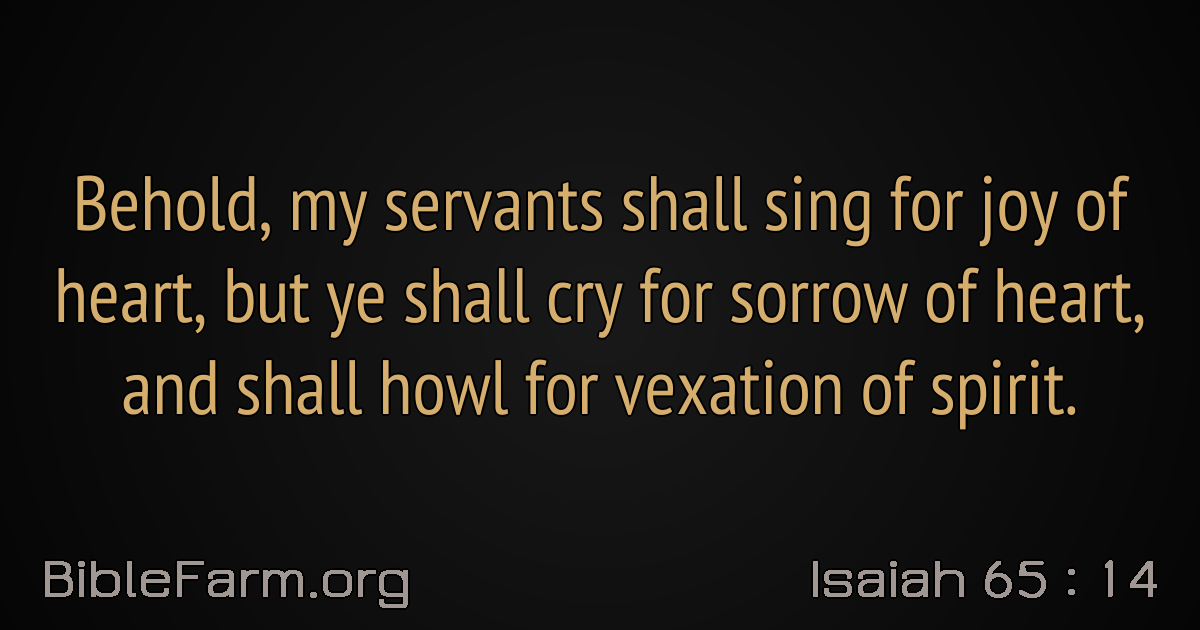 Behold, my servants shall sing for joy of
heart, but ye shall cry for sorrow of heart,
and shall howl for vexation of spirit.
BibleFarm.org
Isaiah 65 : 14